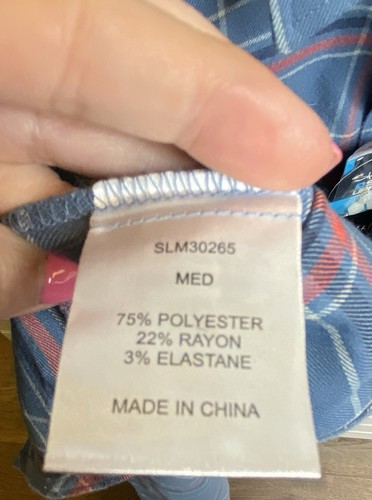 SLM30265
MED
75% POLYESTER
22% RAYON
3% ELASTANE
MADE IN CHINA